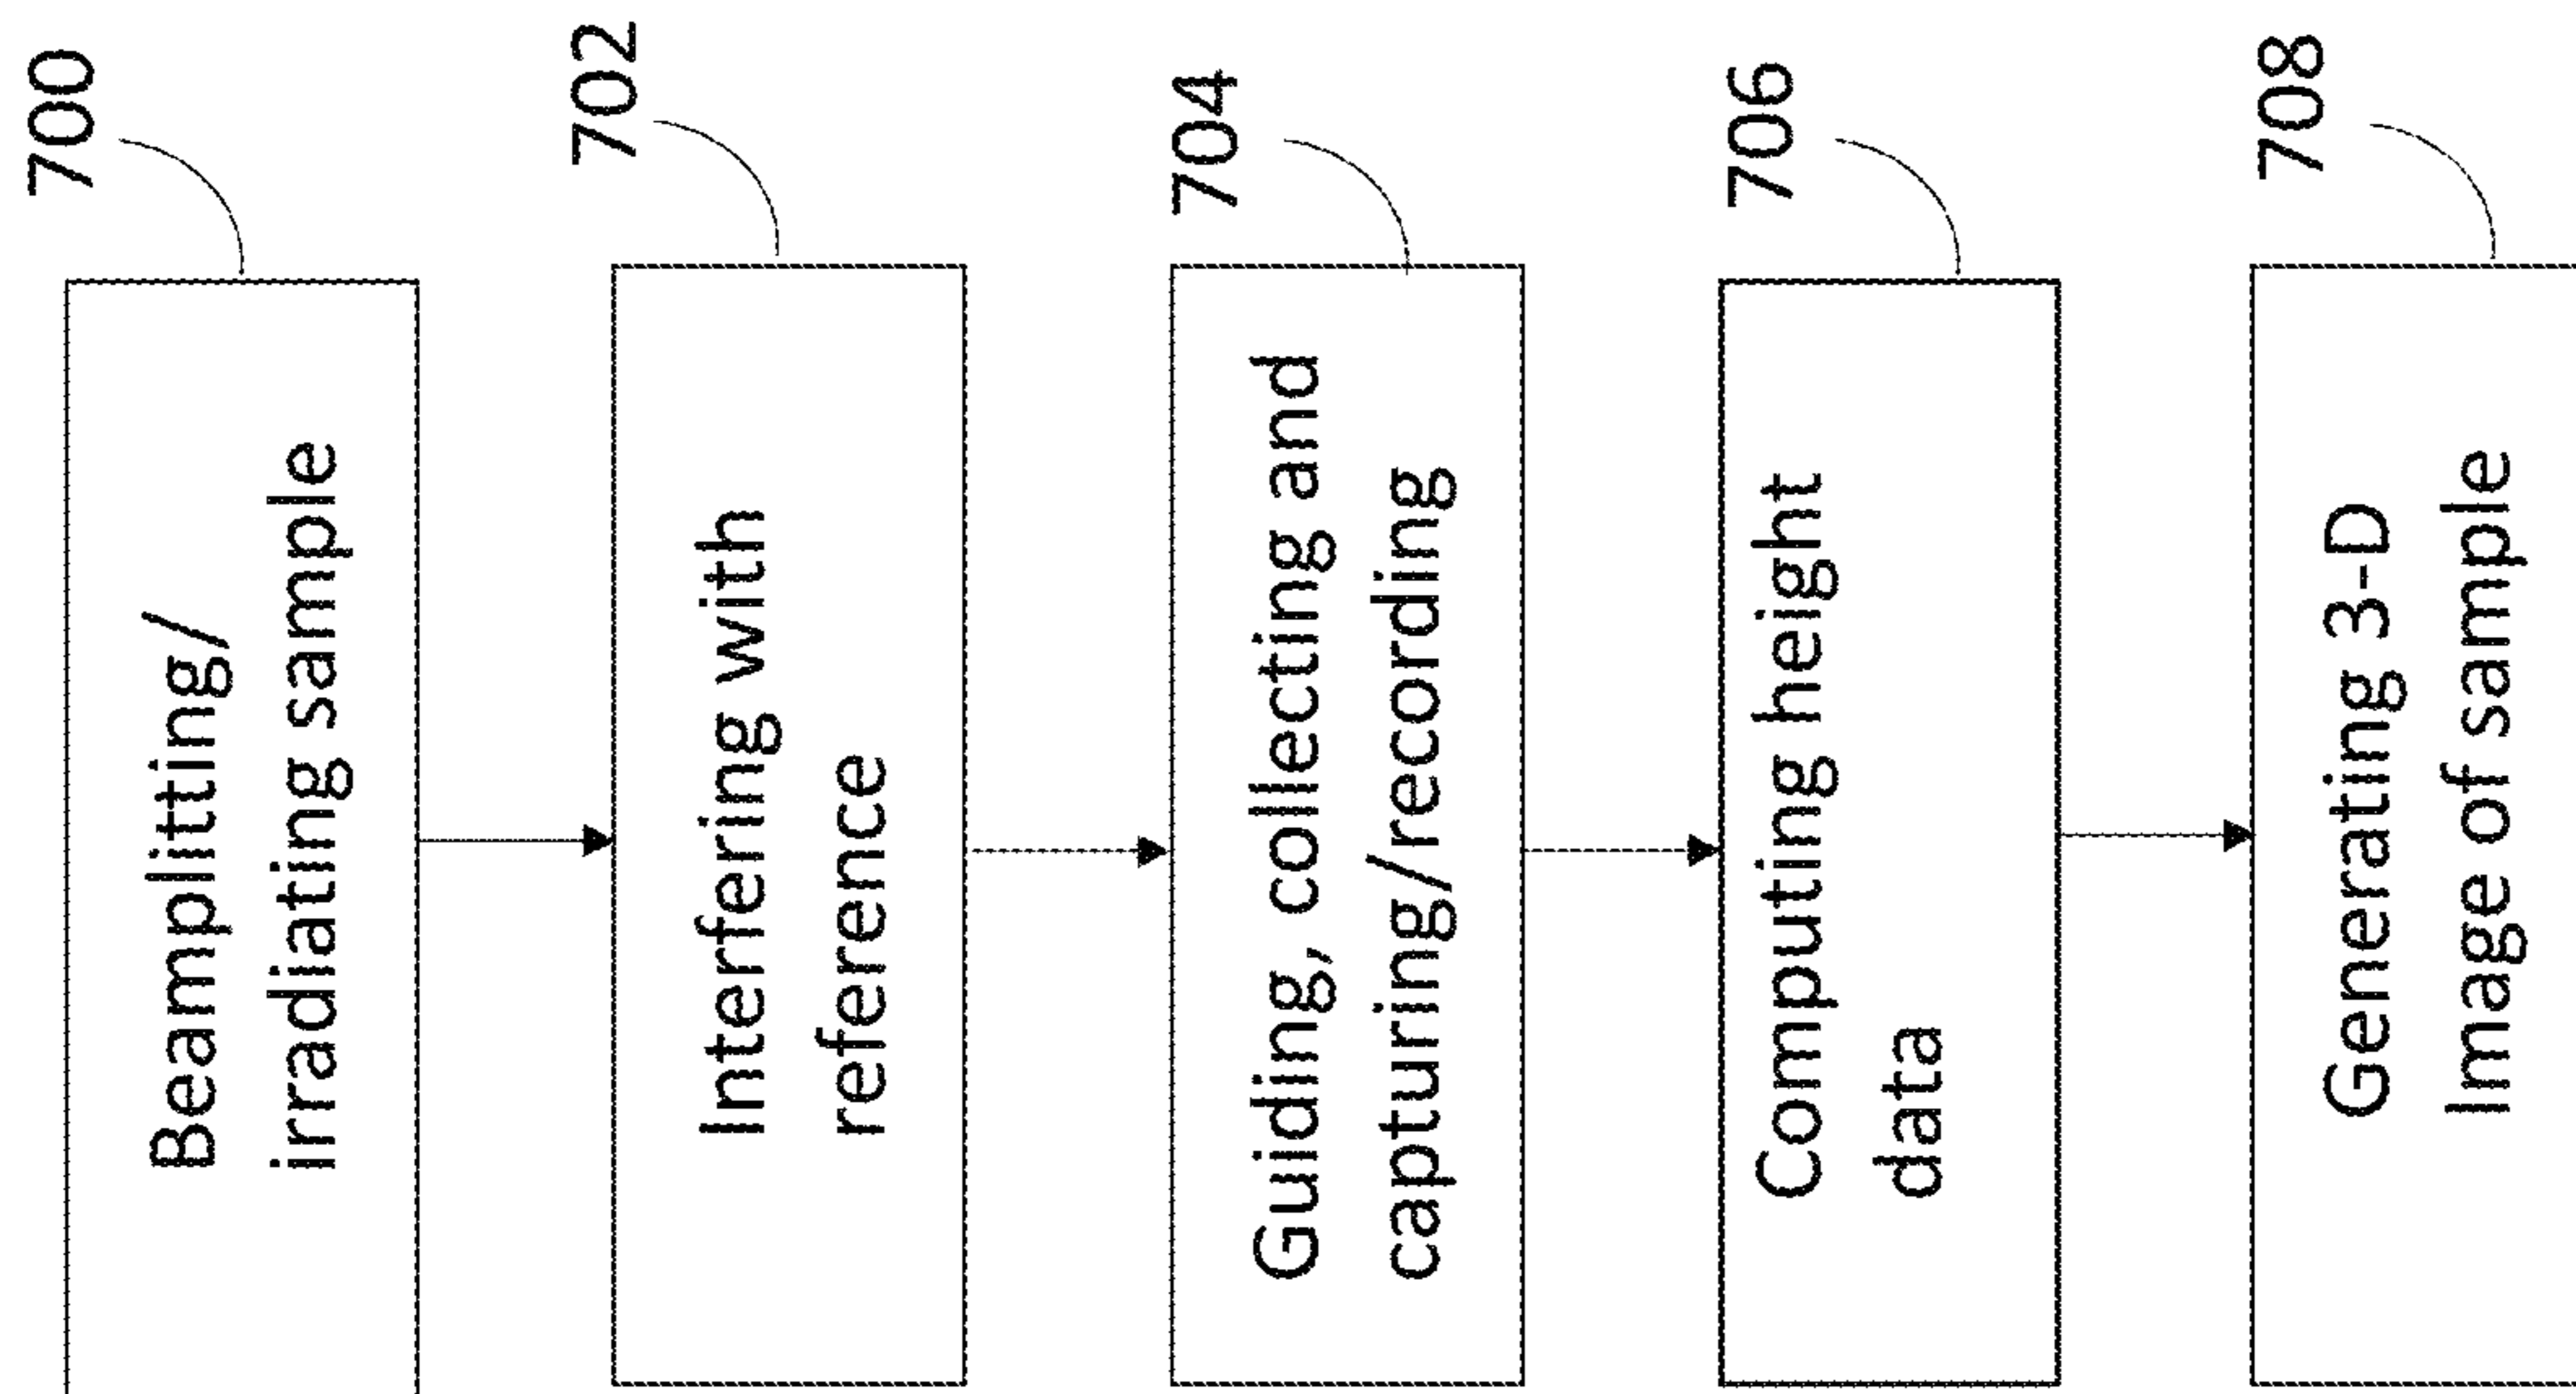 700
Beamplitting/
irradiating sample
702
Interfering with
reference
704
Guiding, collecting and
capturing/recording
706
Computing height
data
708
Generating 3-D
Image of sample